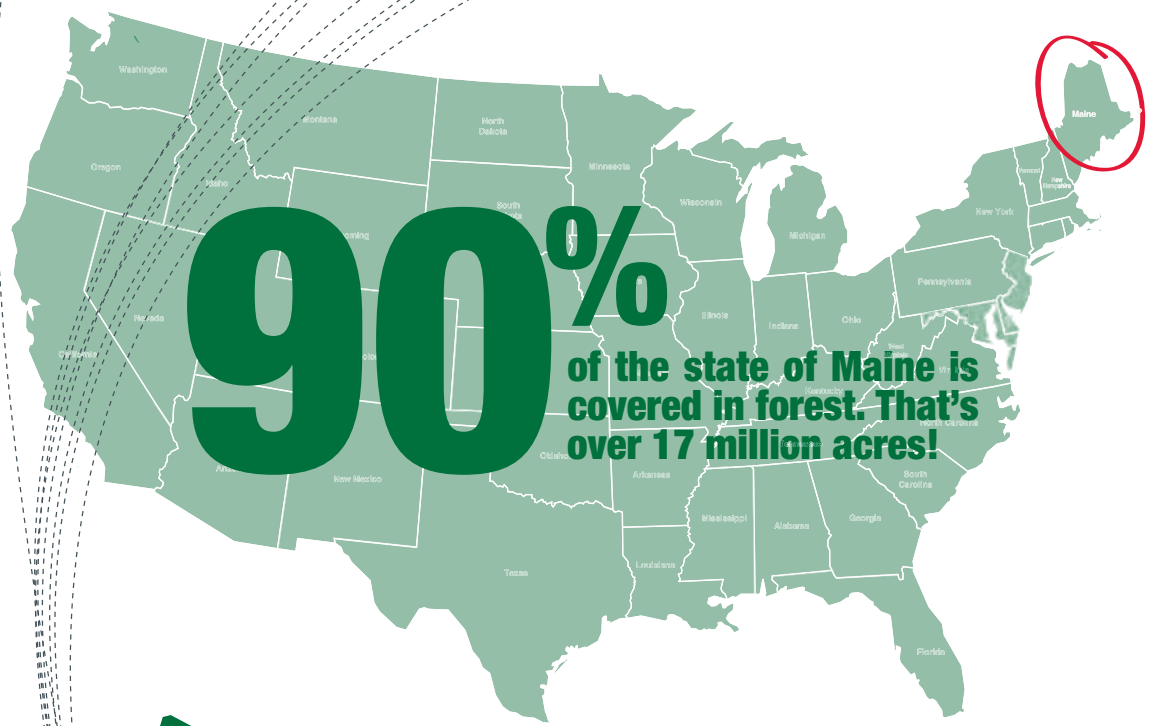 Washington
Montana
North
Dakota
Minnesota
Maine
Oregon
Idaho
Vermont
New
Hampshire
Wisconsin
New York
Michigan
South
90%
Pennsylvania
Nevada
Illinois
Indiana
Ohio
West
California
of the state of Maine is
covered in forest. That’s
over 17 million acres!
Kentucky
North Carolina
New Mexico
Arkansas
South
Carolina
Mississippi
Alabama
Georgia
Louisiana
Texas
Florida